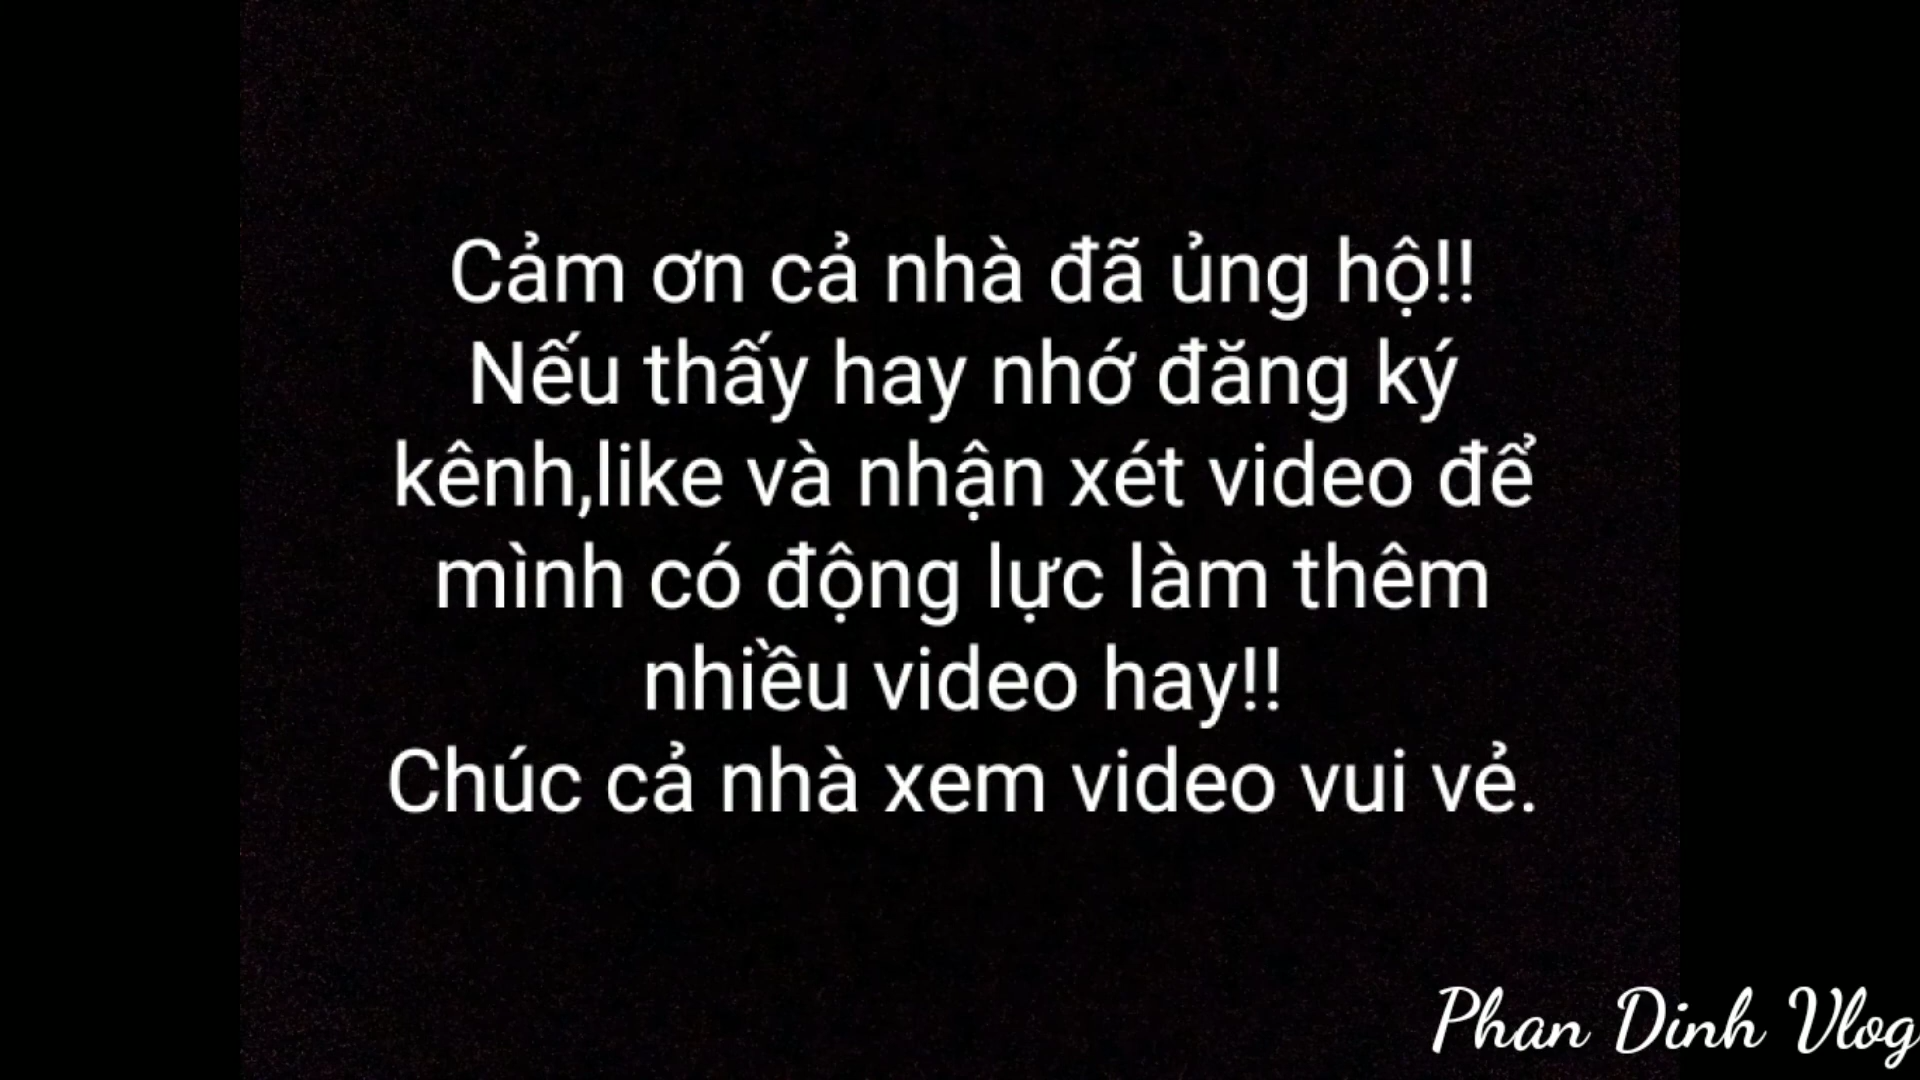 Cảm ơn cả nhà đã ủng hộ!!
Nếu thấy hay nhớ đăng ký
kênh,like và nhận xét video để
mình có động lực làm thêm
nhiều video hay!!
Chúc cả nhà xem video vui vẻ.
Phan Dinh Vlog